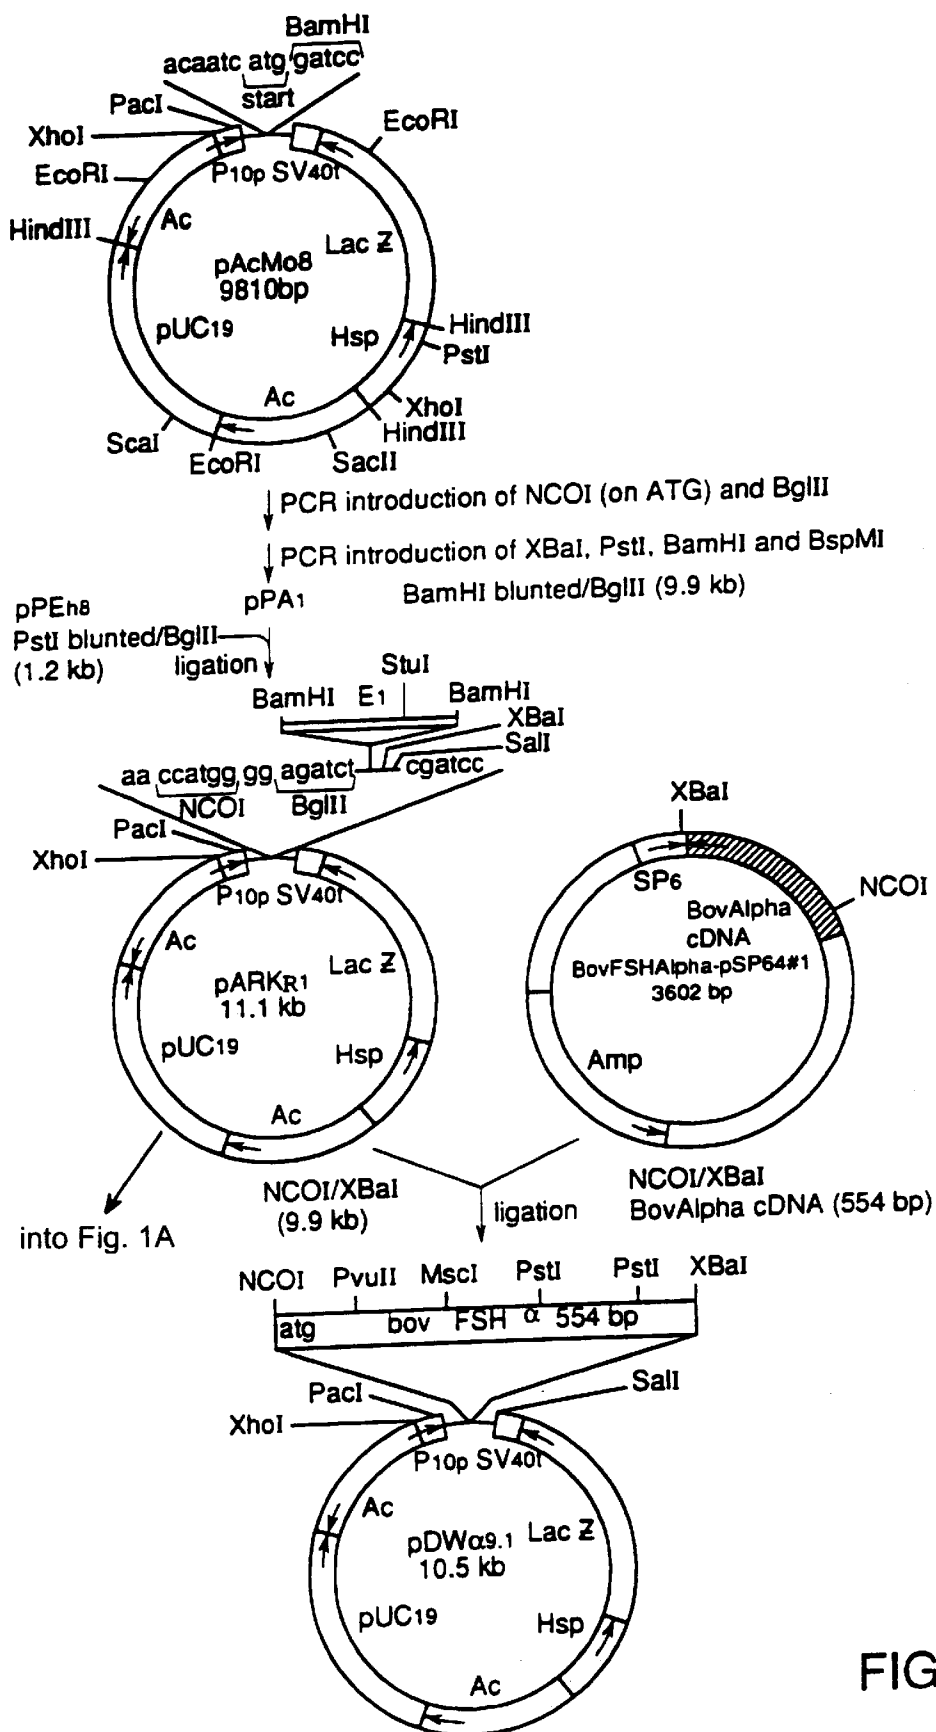 BamHI
acaatc atg gatcc
start
PacI
XhoI
EcoRI
EcoRI
P10p SV40t
HindIII
Ac
Lac Z
pAcMo8
9810bp
pUC19
Hsp
HindIII
PstI
Ac
XhoI
HindIII
ScaI
EcoRI
SacII
PCR introduction of NCOI (on ATG) and BglII
PCR introduction of XBaI, PstI, BamHI and BspMI
pPEh8
pPA1
BamHI blunted/BglII (9.9 kb)
PstI blunted/BglII
(1.2 kb)
ligation
StuI
BamHI E1 BamHI
XBaI
SalI
aa ccatgg gg agatct cgatcc
NCOI BglII
PacI
XhoI
P10p SV40t
Ac
Lac Z
pARKR1
11.1 kb
pUC19
Hsp
Ac
XBaI
SP6
NCOI
BovAlpha
cDNA
BovFSHAlpha-pSP64#1
3602 bp
Amp
into Fig. 1A
NCOI/XBaI
(9.9 kb)
ligation
NCOI/XBaI
BovAlpha cDNA (554 bp)
NCOI PvuII MscI PstI PstI XBaI
atg bov FSH α 554 bp
PacI
SalI
XhoI
P10p SV40t
Ac
Lac Z
pDWα9.1
10.5 kb
pUC19
Hsp
Ac
FIG